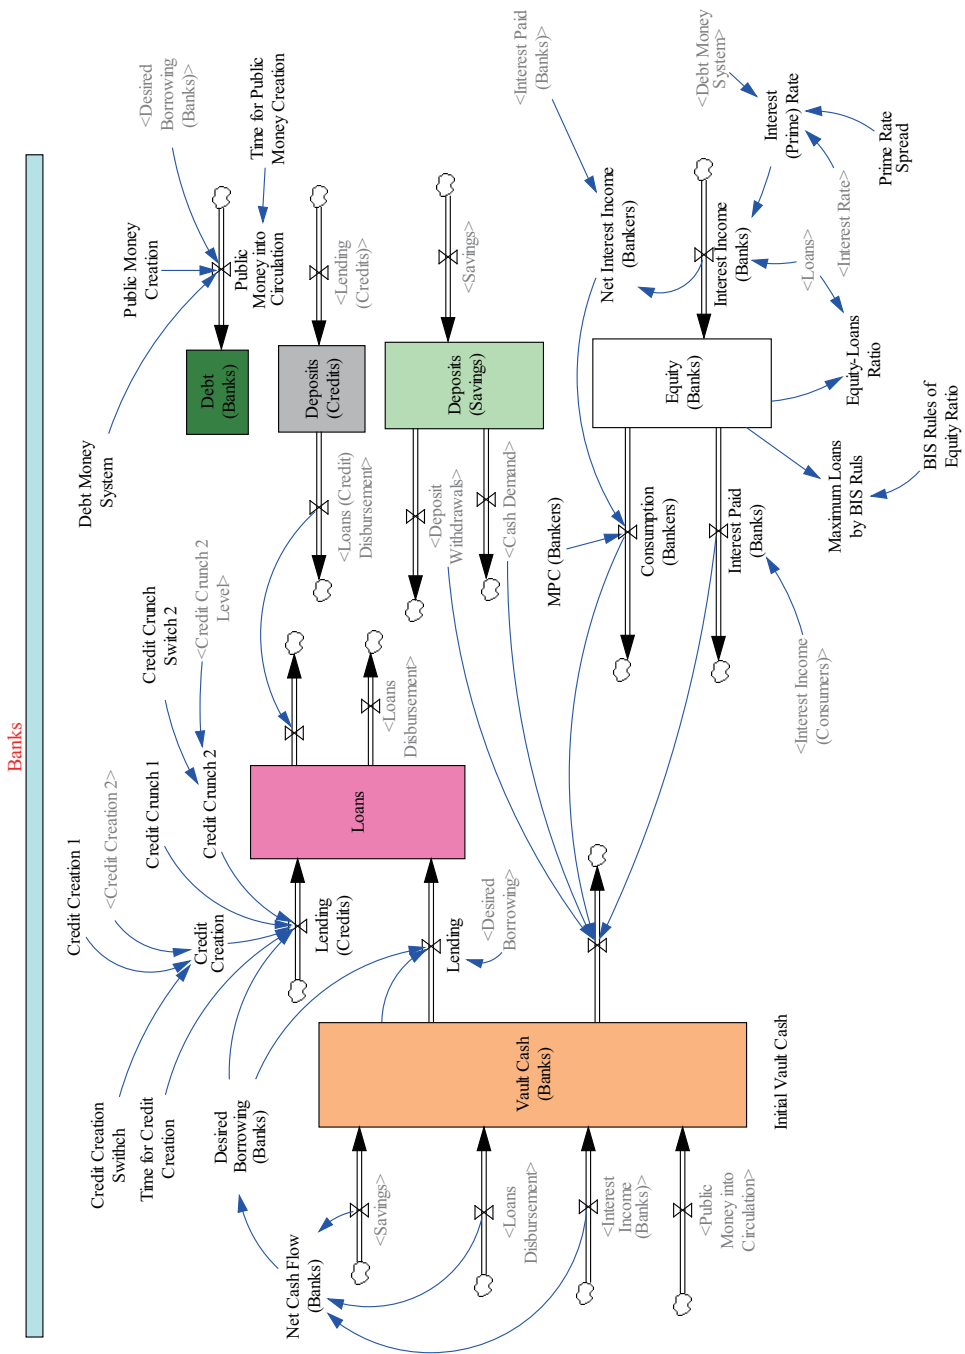 Banks
Credit Creation 1
<Credit Creation 2>
Credit Creation
Swithch
Time for Credit
Creation
Credit
Creation
Credit Crunch 1
Credit Crunch
Switch 2
<Credit Crunch 2
Level>
Credit Crunch 2
Debt Money
System
Public Money
Creation
<Desired
Borrowing
(Banks)>
Time for Public
Money Creation
Debt
(Banks)
Public
Money into
Circulation
Desired
Borrowing
(Banks)
Net Cash Flow
(Banks)
Lending
(Credits)
Loans
<Loans (Credit)
Disbursement>
Deposits
(Credits)
<Lending
(Credits)>
<Savings>
<Loans
Disbursement>
<Interest
Income
(Banks)>
<Public
Money into
Circulation>
Vault Cash
(Banks)
Initial Vault Cash
Lending
<Desired
Borrowing>
<Loans
Disbursement>
<Deposit
Withdrawals>
<Cash Demand>
Deposits
(Savings)
<Savings>
<Interest Paid
(Banks)>
MPC (Bankers)
Net Interest Income
(Bankers)
Consumption
(Bankers)
Equity
(Banks)
Interest Income
(Banks)
<Debt Money
System>
Interest
(Prime) Rate
Interest Paid
(Banks)
<Interest Income
(Consumers)>
<Loans>
<Interest Rate>
Prime Rate
Spread
Maximum Loans
by BIS Ruls
Equity-Loans
Ratio
BIS Rules of
Equity Ratio